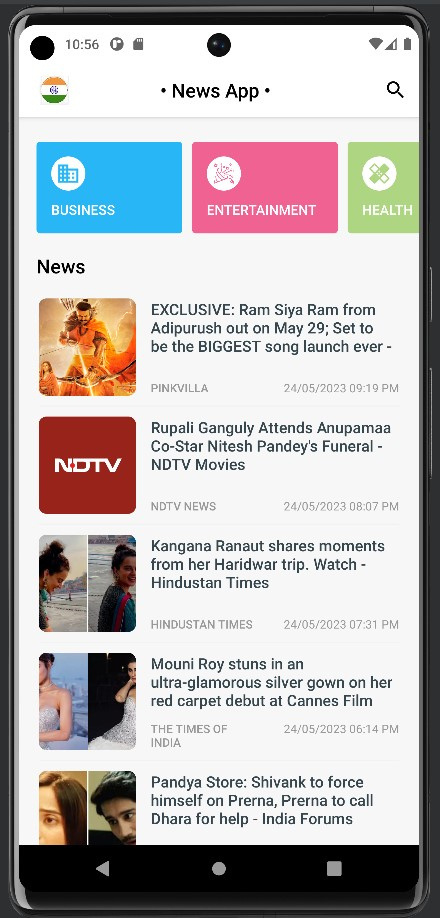 10:56
• News App •
BUSINESS
ENTERTAINMENT
HEALTH
News
EXCLUSIVE: Ram Siya Ram from
Adipurush out on May 29; Set to
be the BIGGEST song launch ever -
PINKVILLA
24/05/2023 09:19 PM
NDTV
Rupali Ganguly Attends Anupamaa
Co-Star Nitesh Pandey's Funeral -
NDTV Movies
NDTV NEWS
24/05/2023 08:07 PM
Kangana Ranaut shares moments
from her Haridwar trip. Watch -
Hindustan Times
HINDUSTAN TIMES
24/05/2023 07:31 PM
Mouni Roy stuns in an
ultra-glamorous silver gown on her
red carpet debut at Cannes Film
THE TIMES OF
INDIA
24/05/2023 06:14 PM
Pandya Store: Shivank to force
himself on Prerna, Prerna to call
Dhara for help - India Forums